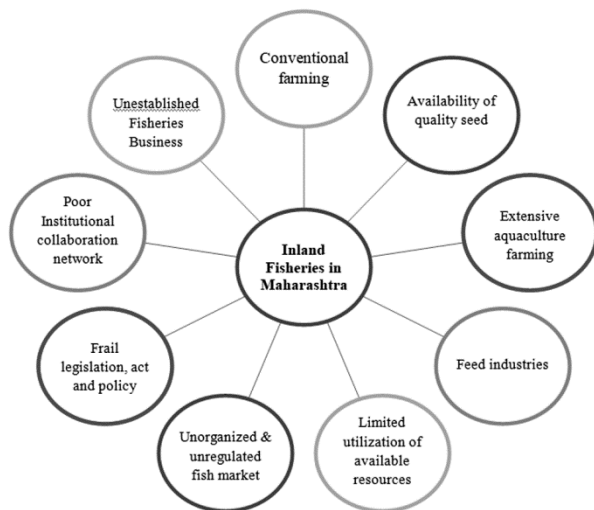 Conventional
farming
Availability of
quality seed
Extensive
aquaculture
farming
Feed industries
Limited
utilization of
available
resources
Unorganized &
unregulated
fish market
Frail
legislation, act
and policy
Poor
Institutional
collaboration
network
Unestablished
Fisheries
Business
Inland
Fisheries in
Maharashtra